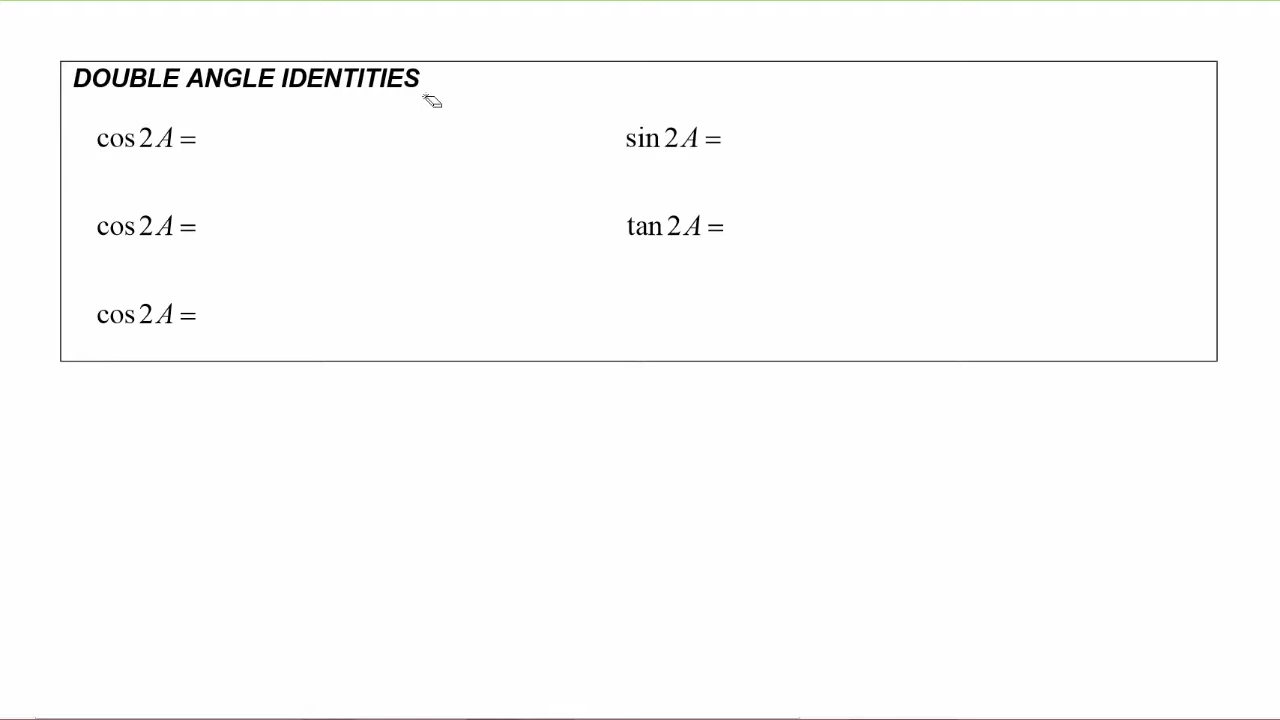 DOUBLE ANGLE IDENTITIES
cos 2A =
sin 2A =
cos 2A =
tan 2A =
cos 2A =